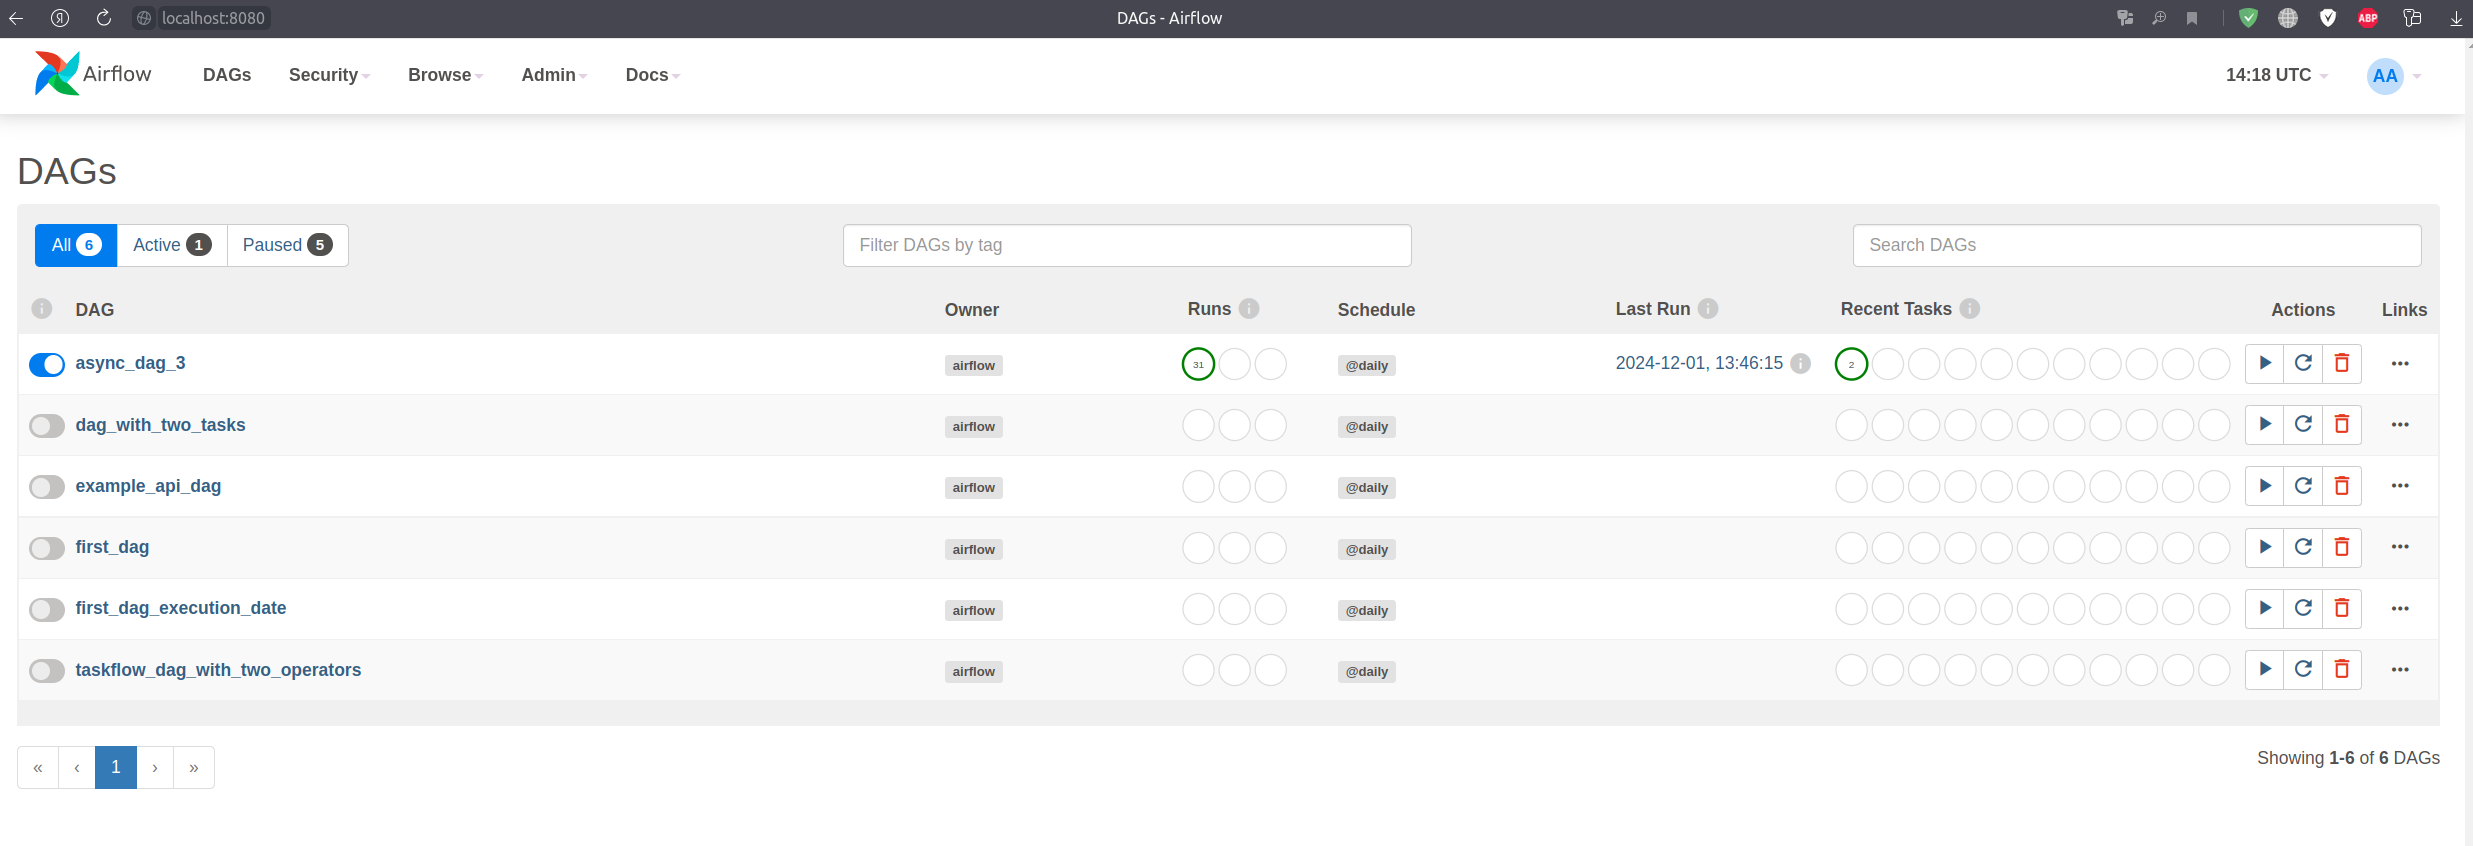 localhost:8080 DAGs - Airflow ABP
Airflow DAGs Security Browse Admin Docs 14:18 UTC AA
DAGs
All 6 Active 1 Paused 5 Filter DAGs by tag Search DAGs
DAG Owner Runs Schedule Last Run Recent Tasks Actions Links
async_dag_3 airflow 31 @daily 2024-12-01, 13:46:15 2
dag_with_two_tasks airflow @daily
example_api_dag airflow @daily
first_dag airflow @daily
first_dag_execution_date airflow @daily
taskflow_dag_with_two_operators airflow @daily
« ‹ 1 › » Showing 1-6 of 6 DAGs